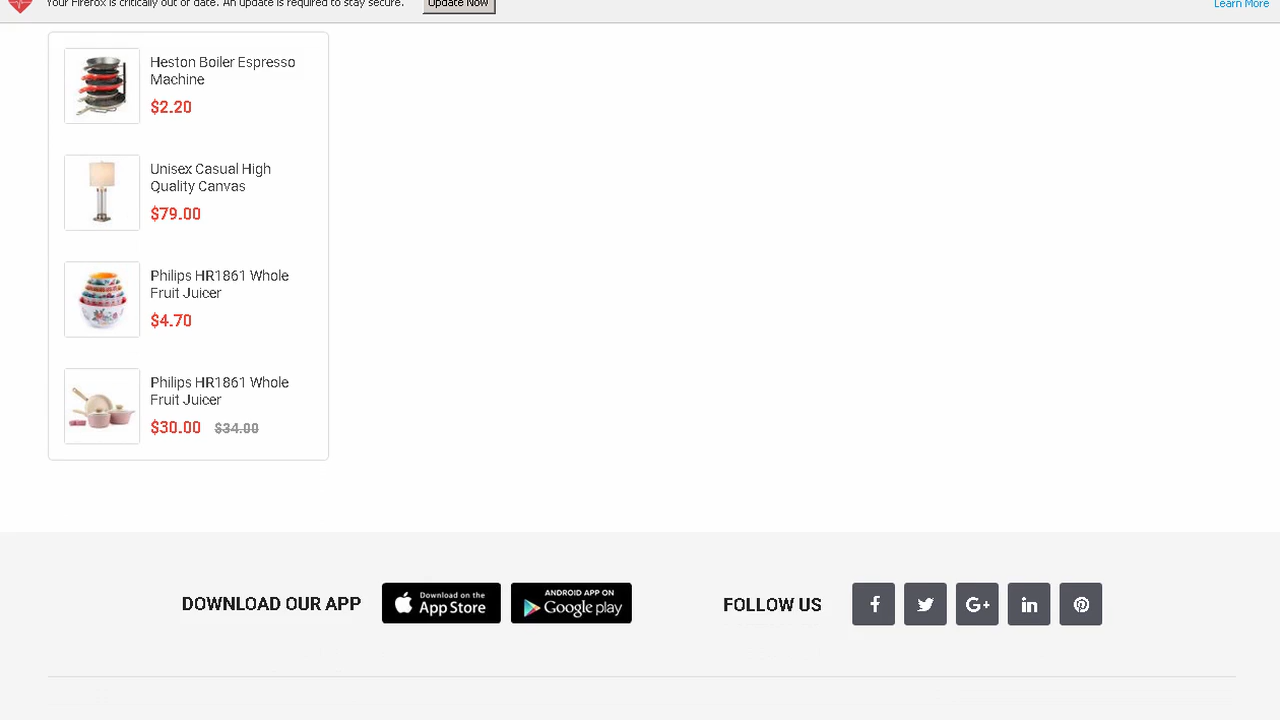 Your Firefox is critically out of date. An update is required to stay secure.
Update Now
Learn More
Heston Boiler Espresso
Machine
$2.20
Unisex Casual High
Quality Canvas
$79.00
Philips HR1861 Whole
Fruit Juicer
$4.70
Philips HR1861 Whole
Fruit Juicer
$30.00 $34.00
DOWNLOAD OUR APP
Download on the
App Store
ANDROID APP ON
Google play
FOLLOW US